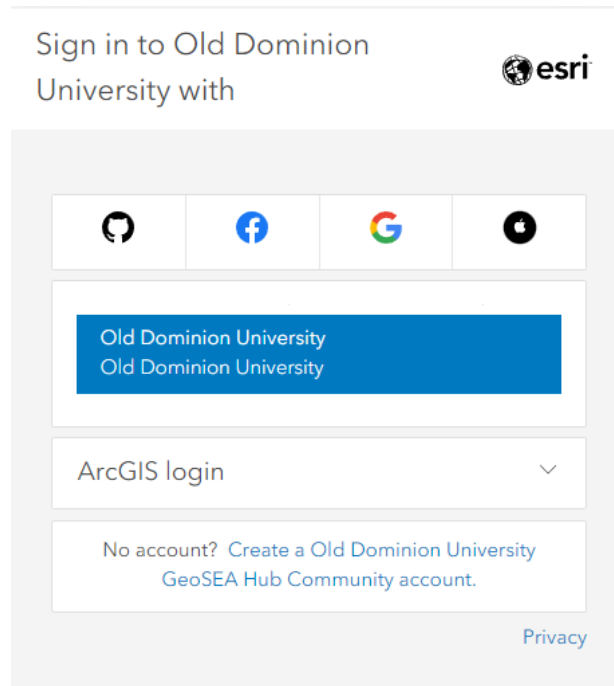 Sign in to Old Dominion
University with
esri
Old Dominion University
Old Dominion University
ArcGIS login
No account? Create a Old Dominion University
GeoSEA Hub Community account.
Privacy